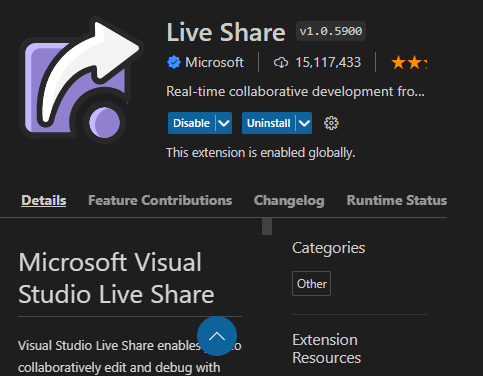 Live Share v1.0.5900
Microsoft 15,117,433
Real-time collaborative development fro...
Disable Uninstall
This extension is enabled globally.
Details Feature Contributions Changelog Runtime Status
Microsoft Visual
Studio Live Share
Visual Studio Live Share enables to
collaboratively edit and debug with
Categories
Other
Extension
Resources